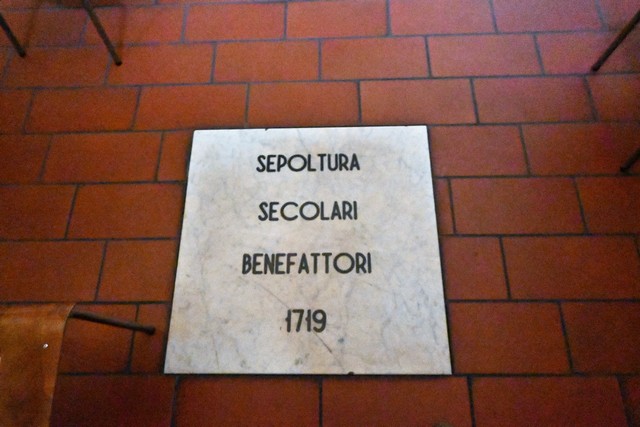 SEPOLTURA
SECOLARI
BENEFATTORI
1719